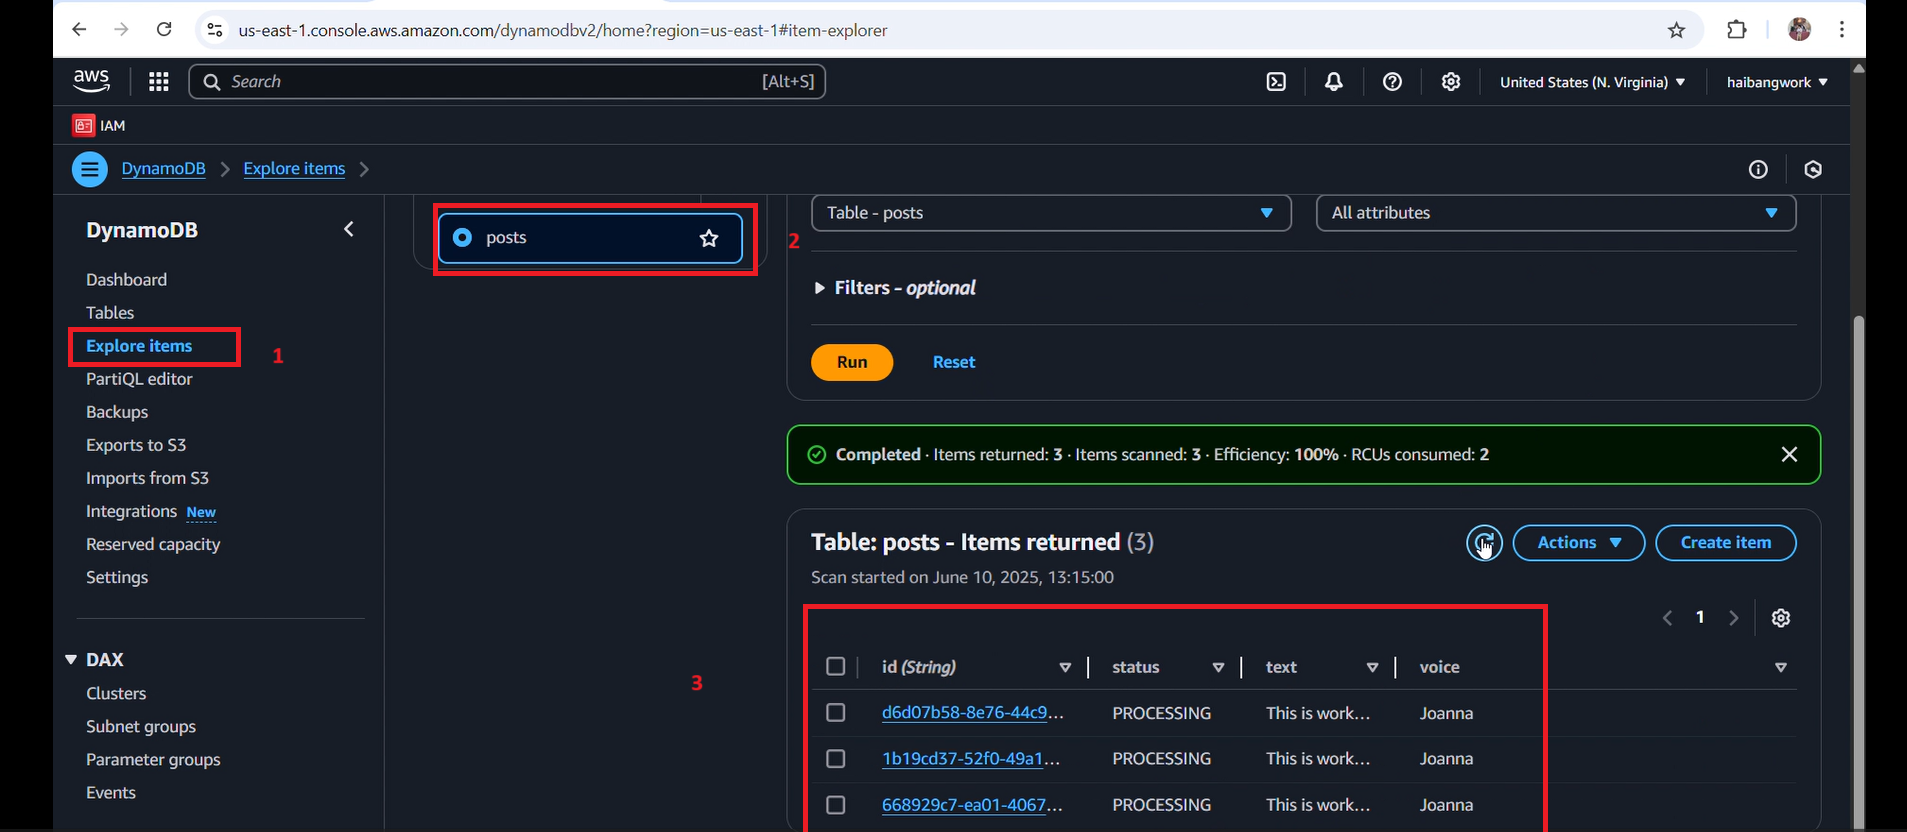 us-east-1.console.aws.amazon.com/dynamodbv2/home?region=us-east-1#item-explorer
aws
Search [Alt+S]
United States (N. Virginia)
haibangwork
IAM
DynamoDB Explore items
DynamoDB
Dashboard
Tables
Explore items
1
PartiQL editor
Backups
Exports to S3
Imports from S3
Integrations New
Reserved capacity
Settings
DAX
Clusters
Subnet groups
Parameter groups
Events
posts
2
Table - posts
All attributes
Filters - optional
Run Reset
Completed · Items returned: 3 · Items scanned: 3 · Efficiency: 100% · RCUs consumed: 2
Table: posts - Items returned (3)
Actions
Create item
Scan started on June 10, 2025, 13:15:00
1
3
id (String) status text voice
d6d07b58-8e76-44c9... PROCESSING This is work... Joanna
1b19cd37-52f0-49a1... PROCESSING This is work... Joanna
668929c7-ea01-4067... PROCESSING This is work... Joanna